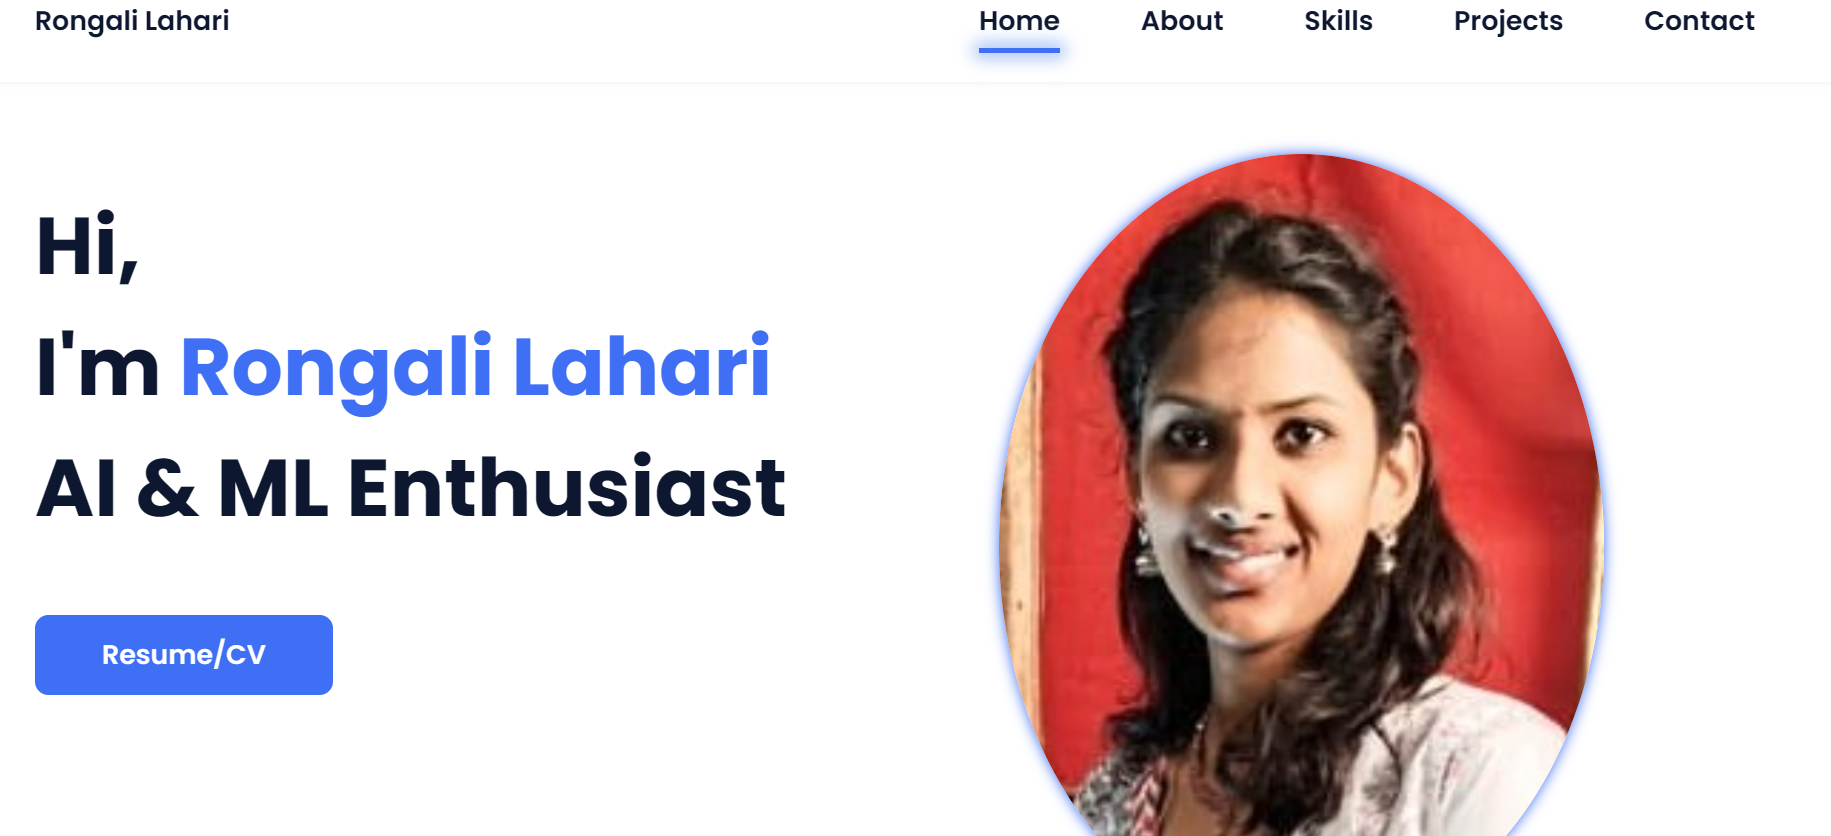 Rongali Lahari
Home About Skills Projects Contact
Hi,
I'm Rongali Lahari
AI & ML Enthusiast
Resume/CV